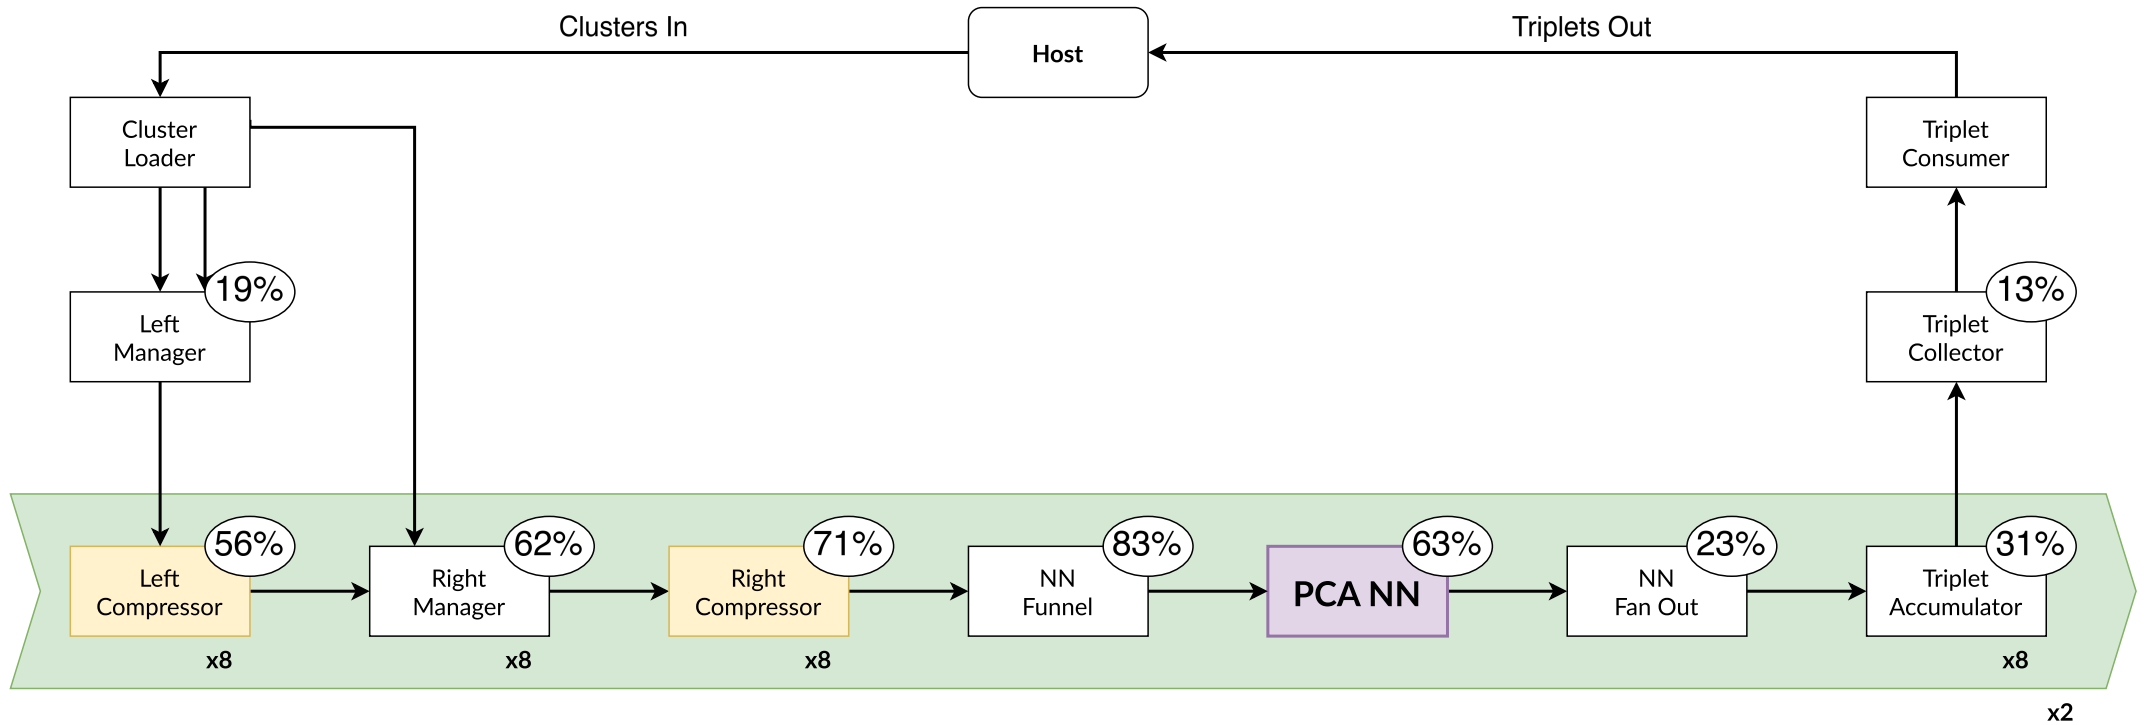 Clusters In
Host
Triplets Out
Cluster
Loader
Triplet
Consumer
19%
Left
Manager
13%
Triplet
Collector
56%
Left
Compressor
x8
62%
Right
Manager
x8
71%
Right
Compressor
x8
83%
NN
Funnel
63%
PCA NN
23%
NN
Fan Out
31%
Triplet
Accumulator
x8
x2